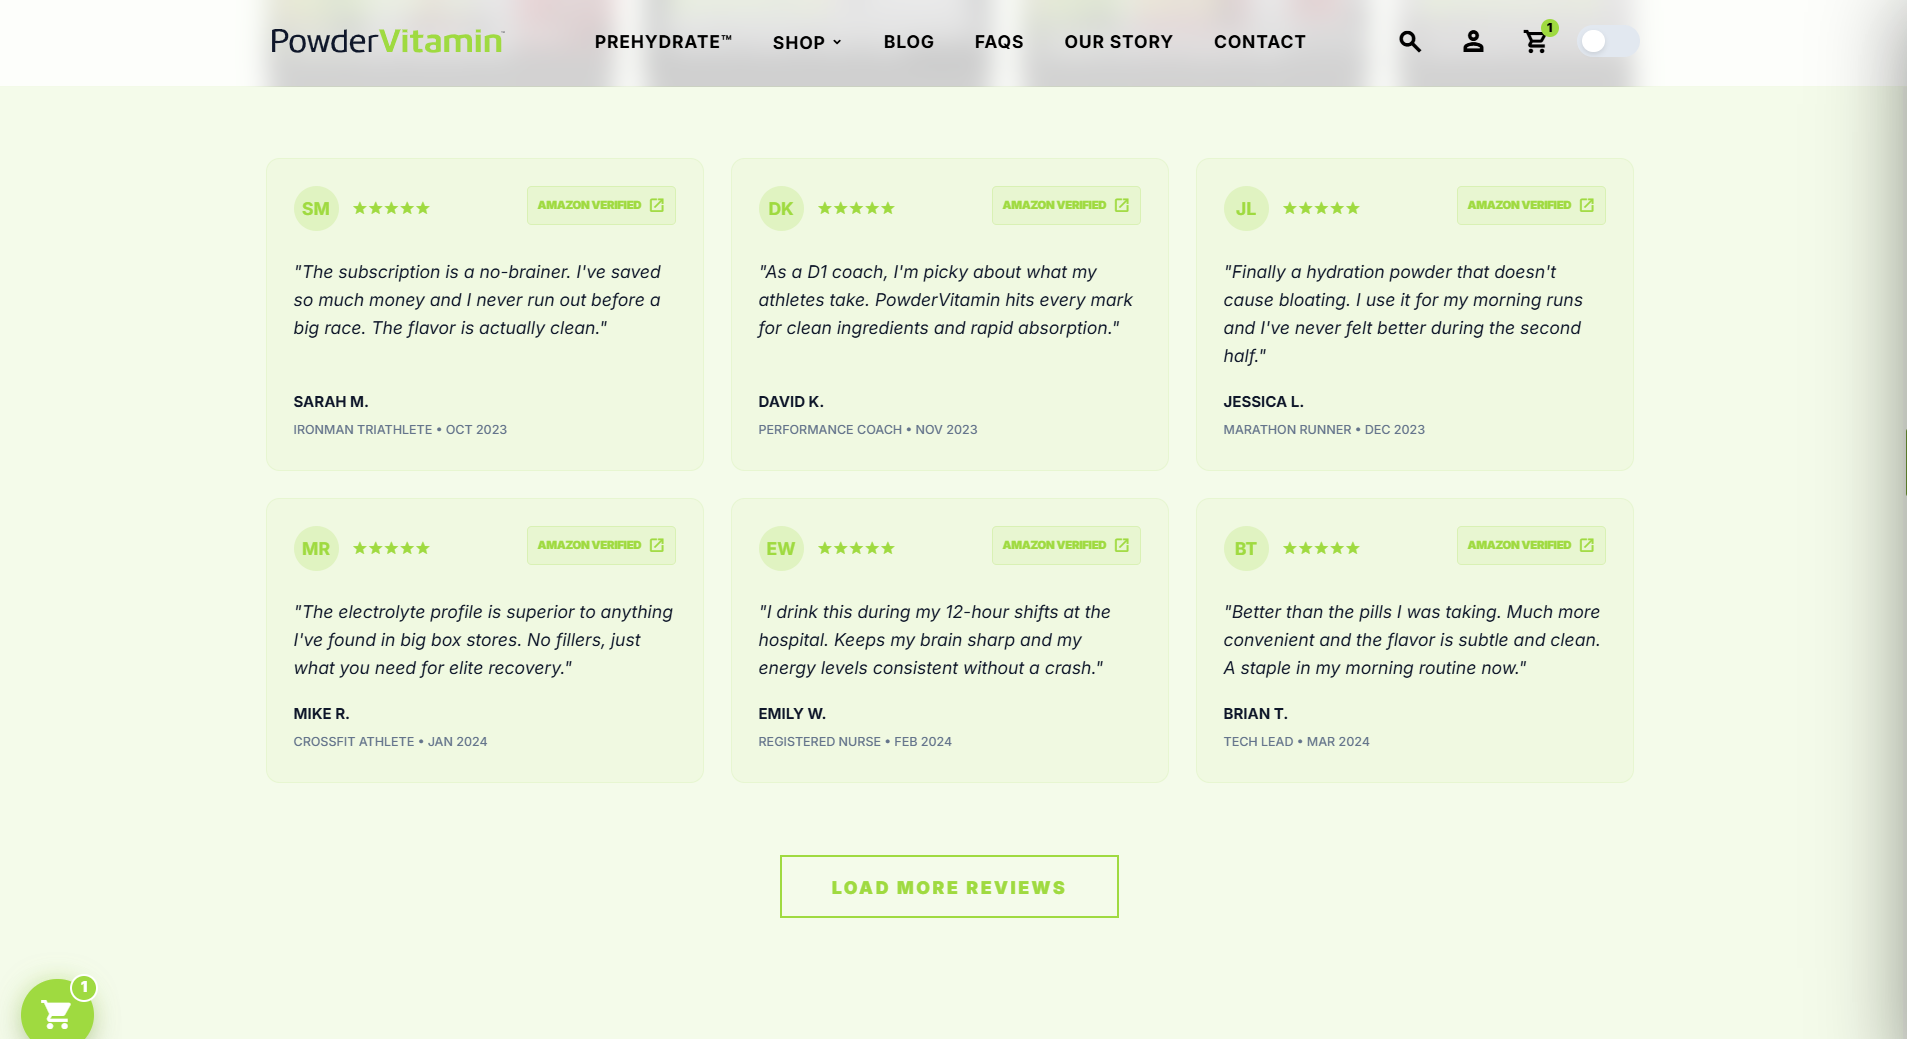 PowderVitamin
PREHYDRATE™ SHOP BLOG FAQS OUR STORY CONTACT 1
SM AMAZON VERIFIED
"The subscription is a no-brainer. I've saved
so much money and I never run out before a
big race. The flavor is actually clean."
SARAH M.
IRONMAN TRIATHLETE • OCT 2023
DK AMAZON VERIFIED
"As a D1 coach, I'm picky about what my
athletes take. PowderVitamin hits every mark
for clean ingredients and rapid absorption."
DAVID K.
PERFORMANCE COACH • NOV 2023
JL AMAZON VERIFIED
"Finally a hydration powder that doesn't
cause bloating. I use it for my morning runs
and I've never felt better during the second
half."
JESSICA L.
MARATHON RUNNER • DEC 2023
MR AMAZON VERIFIED
"The electrolyte profile is superior to anything
I've found in big box stores. No fillers, just
what you need for elite recovery."
MIKE R.
CROSSFIT ATHLETE • JAN 2024
EW AMAZON VERIFIED
"I drink this during my 12-hour shifts at the
hospital. Keeps my brain sharp and my
energy levels consistent without a crash."
EMILY W.
REGISTERED NURSE • FEB 2024
BT AMAZON VERIFIED
"Better than the pills I was taking. Much more
convenient and the flavor is subtle and clean.
A staple in my morning routine now."
BRIAN T.
TECH LEAD • MAR 2024
LOAD MORE REVIEWS
1